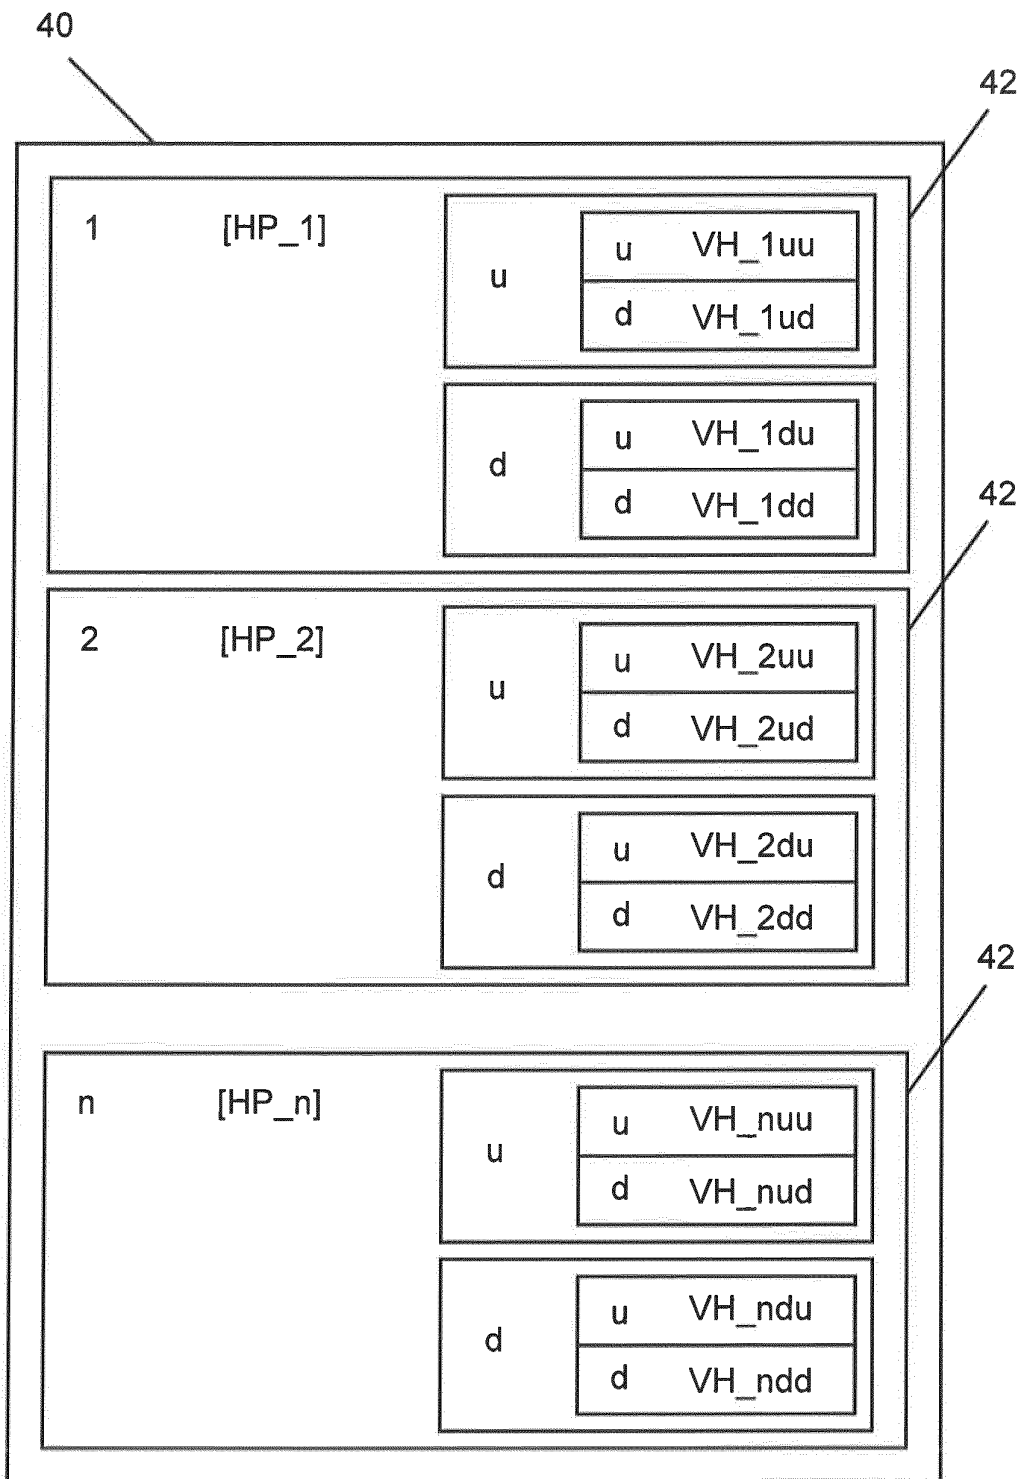 40
42
1 [HP_1]
u
u VH_1uu
d VH_1ud
d
u VH_1du
d VH_1dd
42
2 [HP_2]
u
u VH_2uu
d VH_2ud
d
u VH_2du
d VH_2dd
42
n [HP_n]
u
u VH_nuu
d VH_nud
d
u VH_ndu
d VH_ndd